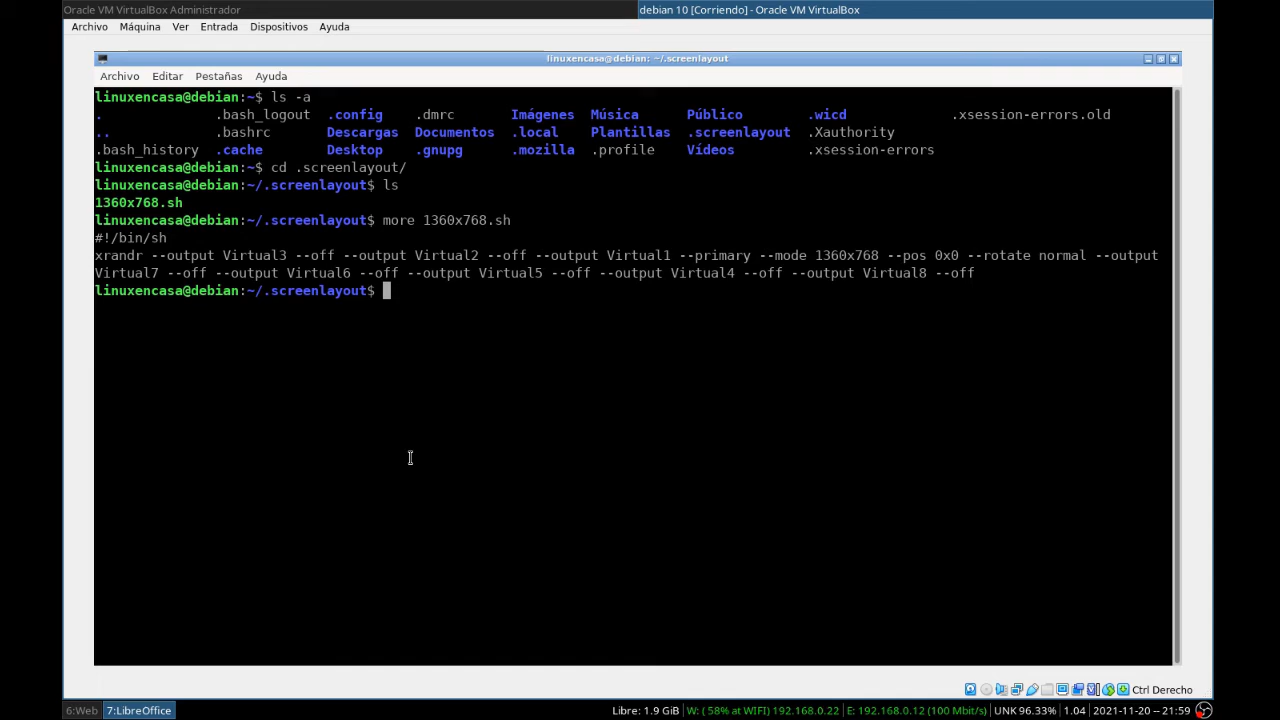 Oracle VM VirtualBox Administrador
debian 10 [Corriendo] - Oracle VM VirtualBox
Archivo Máquina Ver Entrada Dispositivos Ayuda
linuxencasa@debian: ~/.screenlayout
Archivo Editar Pestañas Ayuda
linuxencasa@debian:~$ ls -a
. .bash_logout .config .dmrc Imágenes Música Público .wicd .xsession-errors.old
.. .bashrc Descargas Documentos .local Plantillas .screenlayout .Xauthority
.bash_history .cache Desktop .gnupg .mozilla .profile Vídeos .xsession-errors
linuxencasa@debian:~$ cd .screenlayout/
linuxencasa@debian:~/.screenlayout$ ls
1360x768.sh
linuxencasa@debian:~/.screenlayout$ more 1360x768.sh
#!/bin/sh
xrandr --output Virtual3 --off --output Virtual2 --off --output Virtual1 --primary --mode 1360x768 --pos 0x0 --rotate normal --output
Virtual7 --off --output Virtual6 --off --output Virtual5 --off --output Virtual4 --off --output Virtual8 --off
linuxencasa@debian:~/.screenlayout$
Ctrl Derecho
6:Web 7:LibreOffice Libre: 1.9 GiB W: ( 58% at WIFI) 192.168.0.22 E: 192.168.0.12 (100 Mbit/s) UNK 96.33% 1.04 2021-11-20 -- 21:59